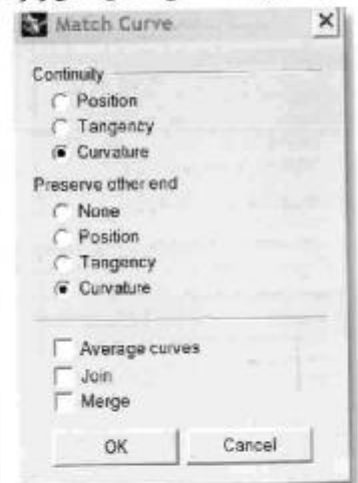 Match Curve
Continuity
Position
Tangency
Curvature
Preserve other end
None
Position
Tangency
Curvature
Average curves
Join
Merge
OK
Cancel